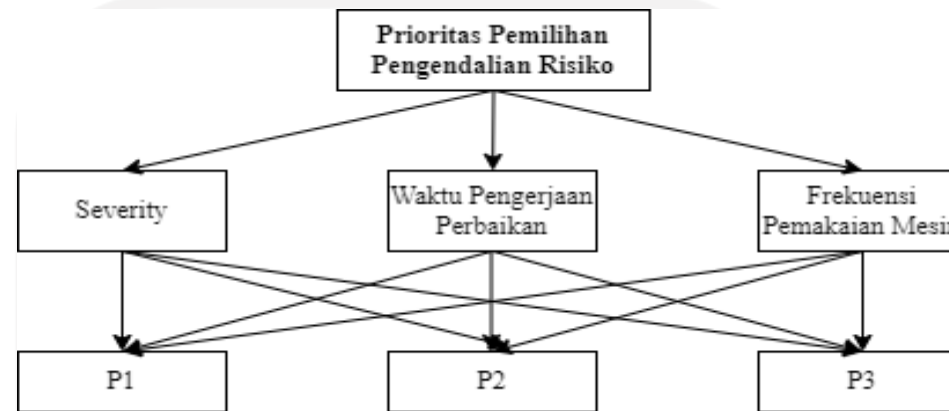 Prioritas Pemilihan
Pengendalian Risiko
Severity
Waktu Pengerjaan
Perbaikan
Frekuensi
Pemakaian Mesin
P1
P2
P3